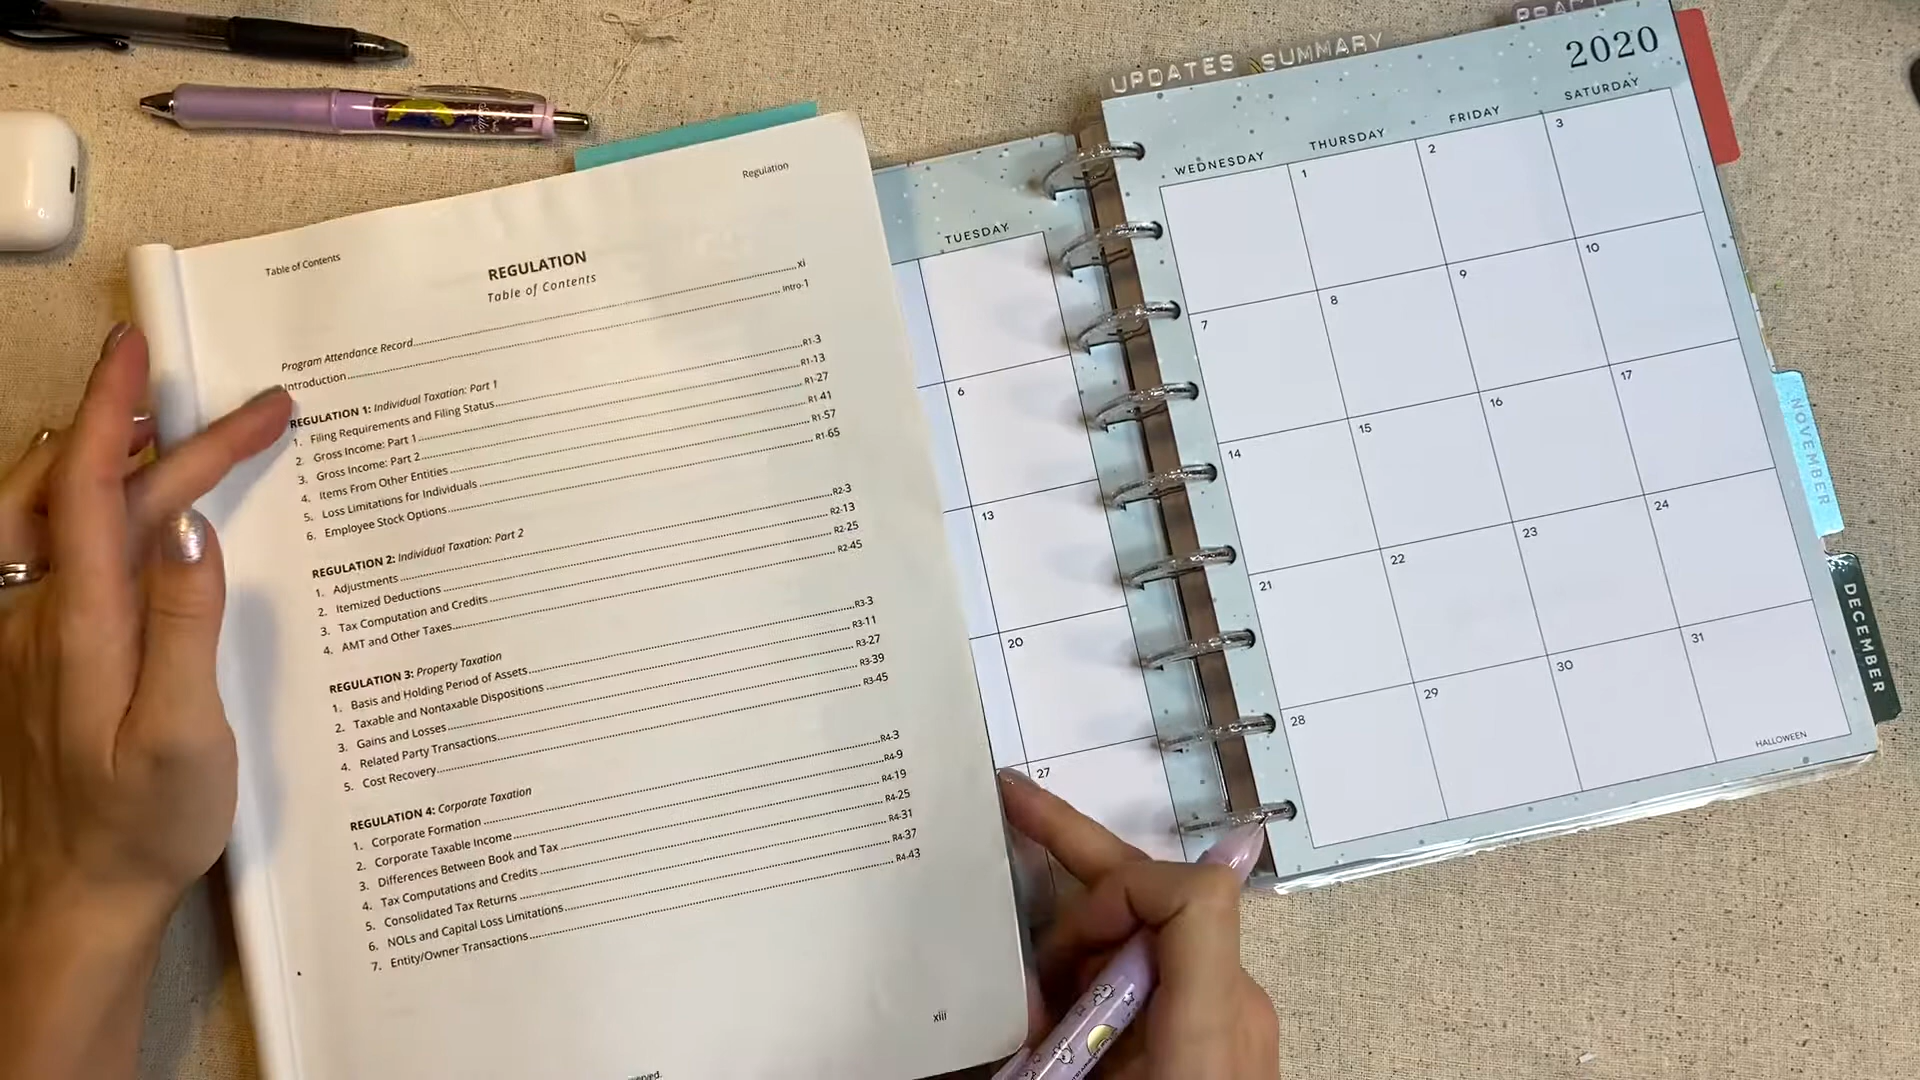 Table of Contents
Regulation
REGULATION
Table of Contents
Program Attendance Record xi
Introduction Intro-1
REGULATION 1: Individual Taxation: Part 1
1. Filing Requirements and Filing Status R1-3
2. Gross Income: Part 1 R1-13
3. Gross Income: Part 2 R1-27
4. Items From Other Entities R1-41
5. Loss Limitations for Individuals R1-57
6. Employee Stock Options R1-65
REGULATION 2: Individual Taxation: Part 2
1. Adjustments R2-3
2. Itemized Deductions R2-13
3. Tax Computation and Credits R2-25
4. AMT and Other Taxes R2-45
REGULATION 3: Property Taxation
1. Basis and Holding Period of Assets R3-3
2. Taxable and Nontaxable Dispositions R3-11
3. Gains and Losses R3-27
4. Related Party Transactions R3-39
5. Cost Recovery R3-45
REGULATION 4: Corporate Taxation
1. Corporate Formation R4-3
2. Corporate Taxable Income R4-9
3. Differences Between Book and Tax R4-19
4. Tax Computations and Credits R4-25
5. Consolidated Tax Returns R4-31
6. NOLs and Capital Loss Limitations R4-37
7. Entity/Owner Transactions R4-43
xiii
UPDATES SUMMARY
2020
TUESDAY WEDNESDAY THURSDAY FRIDAY SATURDAY
1 2 3
6 7 8 9 10
13 14 15 16 17
20 21 22 23 24
27 28 29 30 31
HALLOWEEN
NOVEMBER
DECEMBER